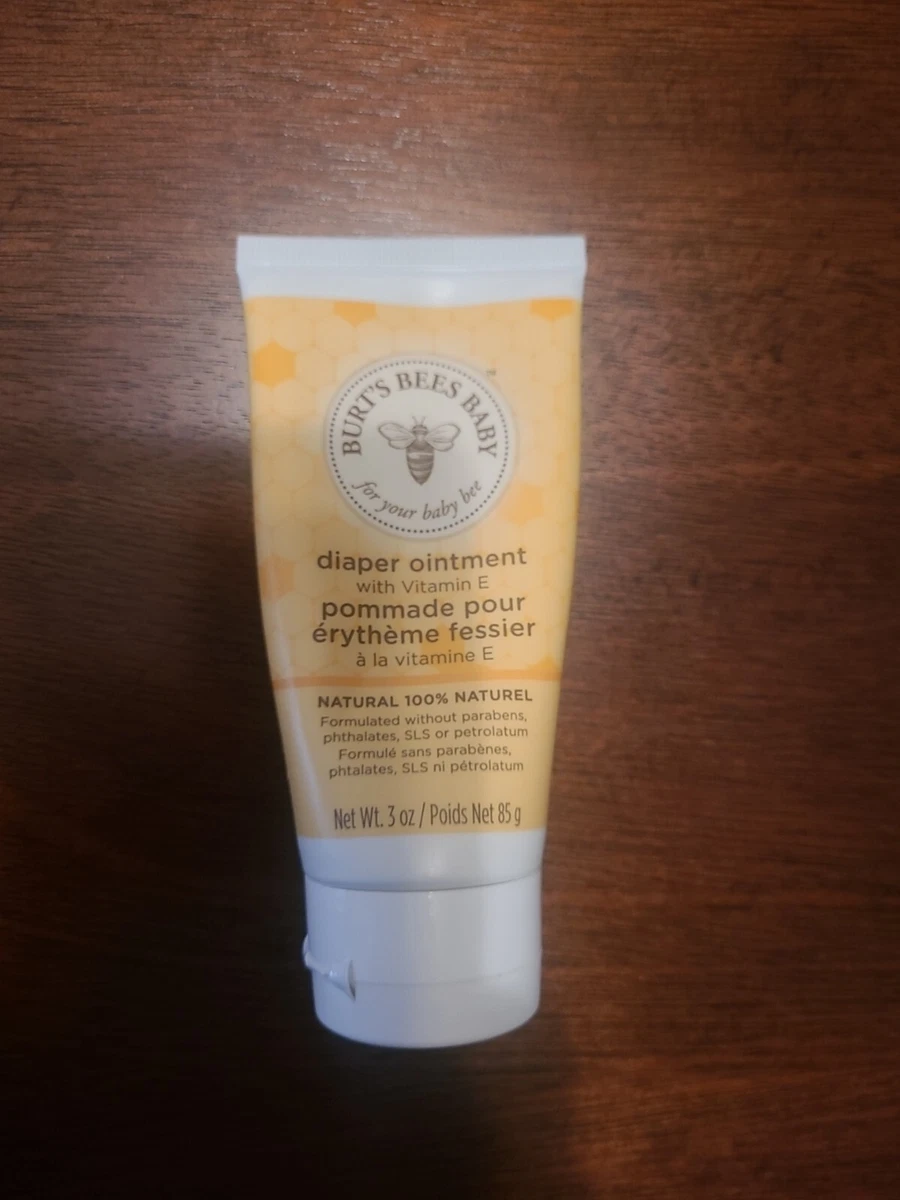 BURT'S BEES BABY
for your baby bee
diaper ointment
with Vitamin E
pommade pour
érythème fessier
à la vitamine E
NATURAL 100% NATUREL
Formulated without parabens,
phthalates, SLS or petrolatum
Formulé sans parabènes,
phtalates, SLS ni pétrolatum
Net Wt. 3 oz / Poids Net 85 g